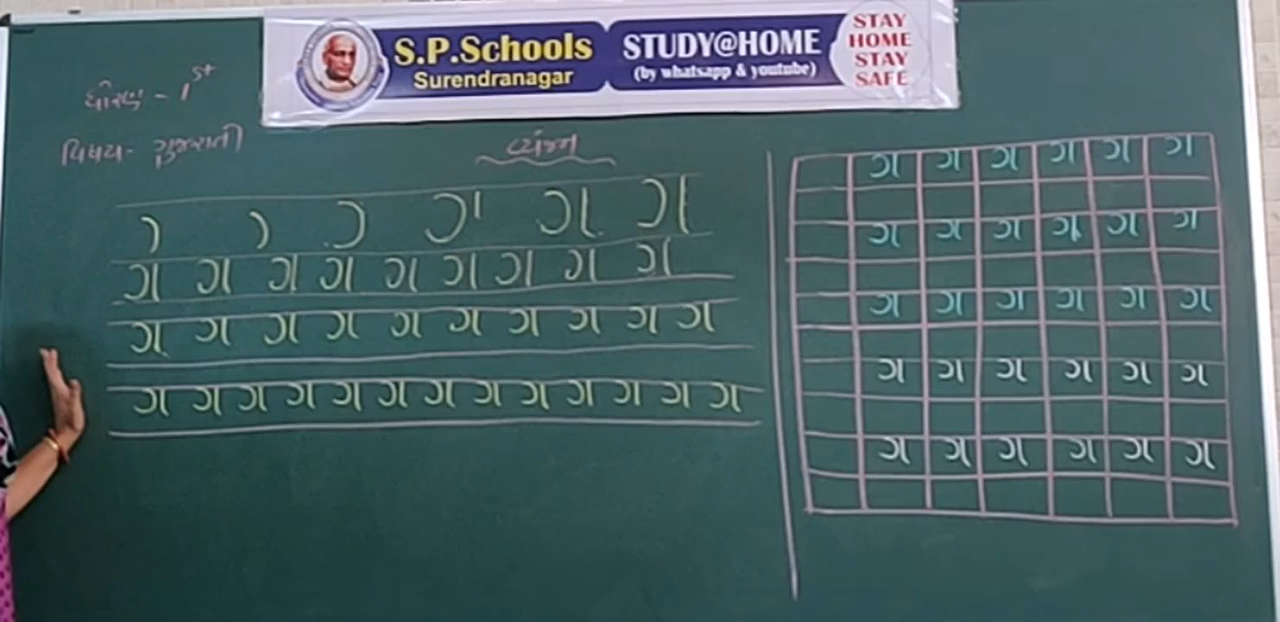 S.P.Schools
Surendranagar
STUDY@HOME
(by whatsapp & youtube)
STAY
HOME
STAY
SAFE
ધોરણ - 1st
વિષય- ગુજરાતી
વ્યંજન
ગ ગ
ગ ગ ગ ગ ગ ગ ગ ગ ગ
ગ ગ ગ ગ ગ ગ ગ ગ ગ ગ
ગ ગ ગ ગ ગ ગ ગ ગ ગ ગ ગ ગ ગ
ગ ગ ગ ગ ગ ગ
ગ ગ ગ ગ ગ ગ
ગ ગ ગ ગ ગ ગ
ગ ગ ગ ગ ગ ગ
ગ ગ ગ ગ ગ ગ